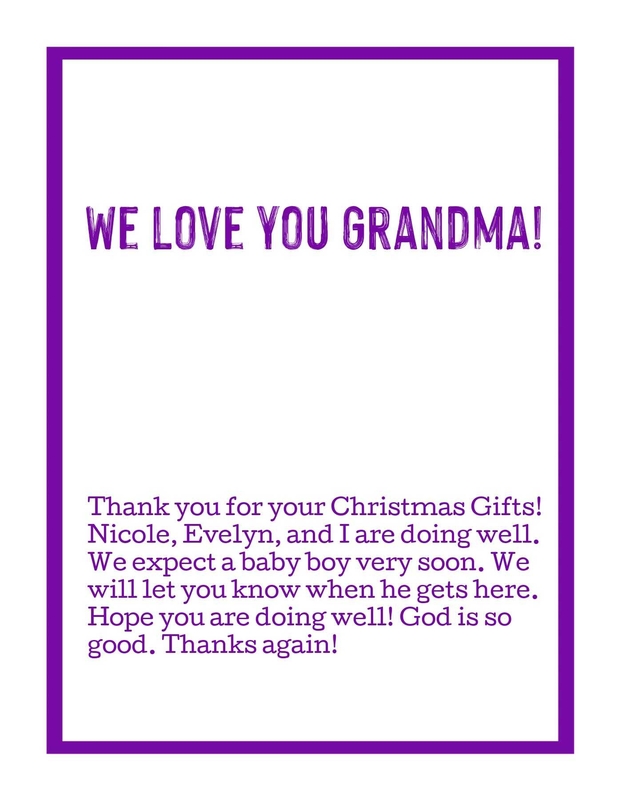 WE LOVE YOU GRANDMA!
Thank you for your Christmas Gifts!
Nicole, Evelyn, and I are doing well.
We expect a baby boy very soon. We
will let you know when he gets here.
Hope you are doing well! God is so
good. Thanks again!